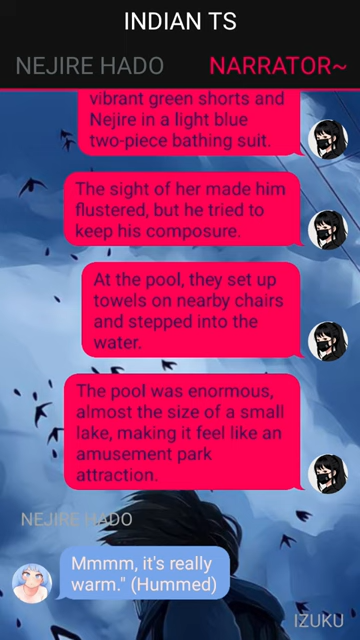 INDIAN TS
NEJIRE HADO NARRATOR~
vibrant green shorts and
Nejire in a light blue
two-piece bathing suit.
The sight of her made him
flustered, but he tried to
keep his composure.
At the pool, they set up
towels on nearby chairs
and stepped into the
water.
The pool was enormous,
almost the size of a small
lake, making it feel like an
amusement park
attraction.
NEJIRE HADO
Mmmm, it's really
warm." (Hummed)
IZUKU